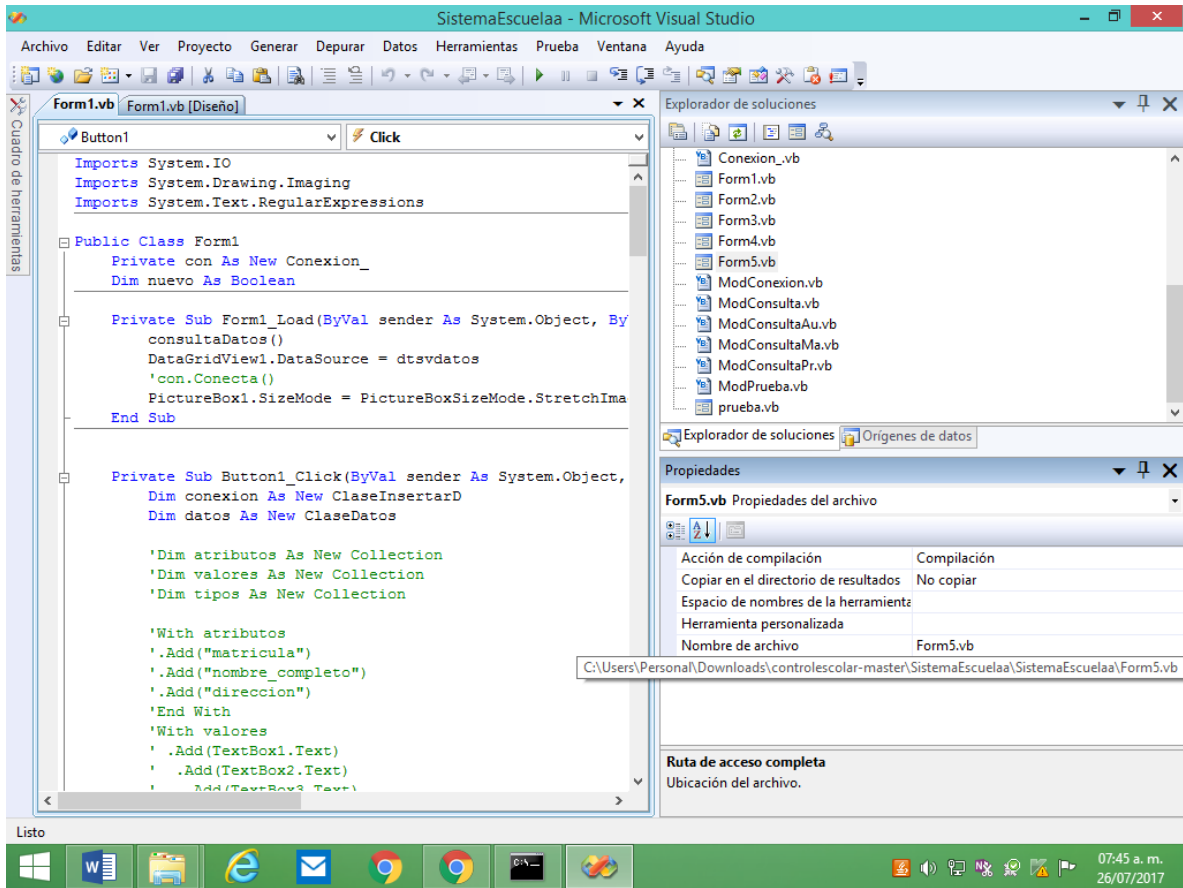 SistemaEscuelaa - Microsoft Visual Studio
Archivo Editar Ver Proyecto Generar Depurar Datos Herramientas Prueba Ventana Ayuda
Cuadro de herramientas
Form1.vb Form1.vb [Diseño]
Button1 Click
Imports System.IO
Imports System.Drawing.Imaging
Imports System.Text.RegularExpressions
Public Class Form1
Private con As New Conexion_
Dim nuevo As Boolean
Private Sub Form1_Load(ByVal sender As System.Object, By
consultaDatos()
DataGridView1.DataSource = dtsvdatos
'con.Conecta()
PictureBox1.SizeMode = PictureBoxSizeMode.StretchIma
End Sub
Private Sub Button1_Click(ByVal sender As System.Object,
Dim conexion As New ClaseInsertarD
Dim datos As New ClaseDatos
'Dim atributos As New Collection
'Dim valores As New Collection
'Dim tipos As New Collection
'With atributos
'.Add("matricula")
'.Add("nombre_completo")
'.Add("direccion")
'End With
'With valores
' .Add(TextBox1.Text)
' .Add(TextBox2.Text)
' .Add(TextBox3.Text)
Explorador de soluciones
Conexion_.vb
Form1.vb
Form2.vb
Form3.vb
Form4.vb
Form5.vb
ModConexion.vb
ModConsulta.vb
ModConsultaAu.vb
ModConsultaMa.vb
ModConsultaPr.vb
ModPrueba.vb
prueba.vb
Explorador de soluciones Orígenes de datos
Propiedades
Form5.vb Propiedades del archivo
Acción de compilación Compilación
Copiar en el directorio de resultados No copiar
Espacio de nombres de la herramienta
Herramienta personalizada
Nombre de archivo Form5.vb
C:\Users\Personal\Downloads\controlescolar-master\SistemaEscuelaa\SistemaEscuelaa\Form5.vb
Ruta de acceso completa
Ubicación del archivo.
Listo
07:45 a. m.
26/07/2017